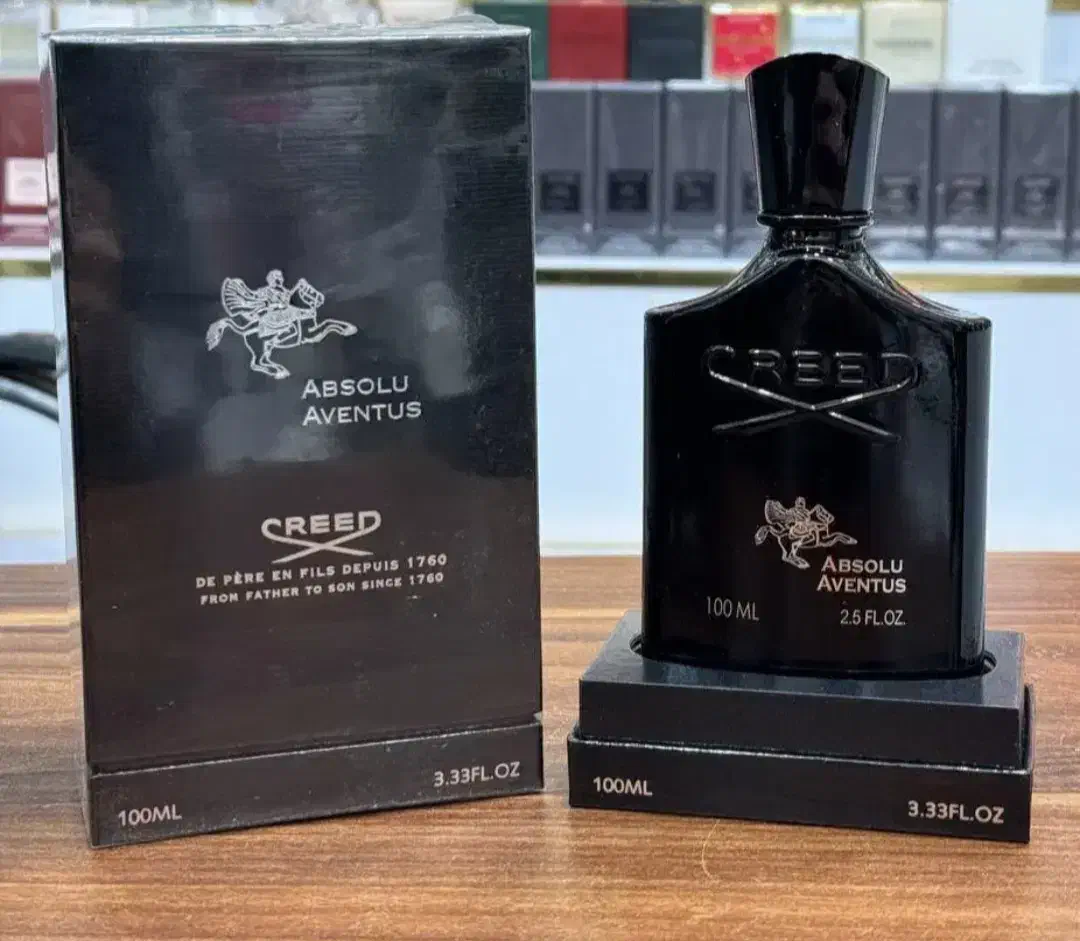 ABSOLU
AVENTUS
CREED
DE PÈRE EN FILS DEPUIS 1760
FROM FATHER TO SON SINCE 1760
100ML
3.33FL.OZ
CREED
ABSOLU
AVENTUS
100 ML
2.5 FL.OZ.
100ML
3.33FL.OZ